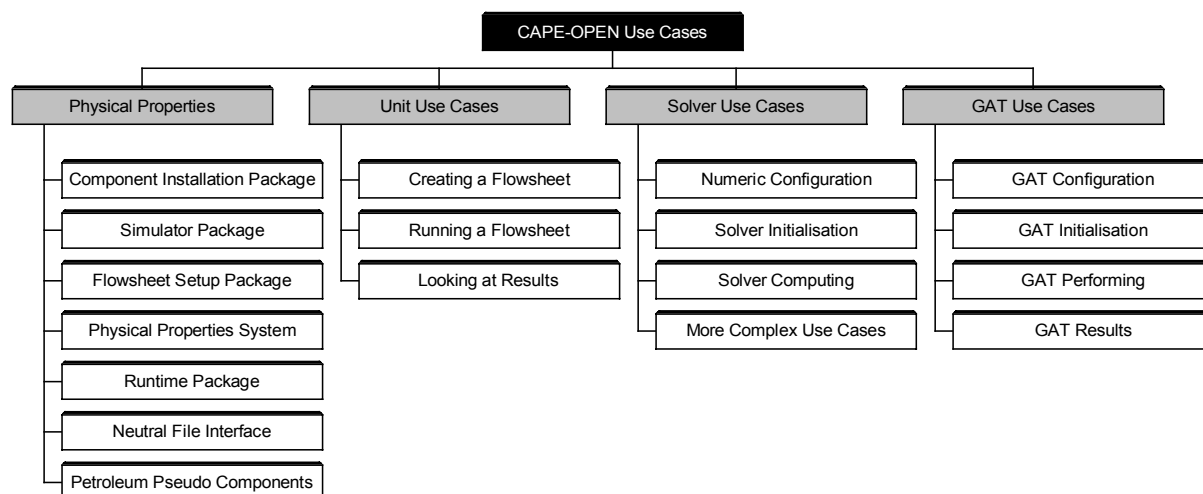 CAPE-OPEN Use Cases
Physical Properties
Component Installation Package
Simulator Package
Flowsheet Setup Package
Physical Properties System
Runtime Package
Neutral File Interface
Petroleum Pseudo Components
Unit Use Cases
Creating a Flowsheet
Running a Flowsheet
Looking at Results
Solver Use Cases
Numeric Configuration
Solver Initialisation
Solver Computing
More Complex Use Cases
GAT Use Cases
GAT Configuration
GAT Initialisation
GAT Performing
GAT Results